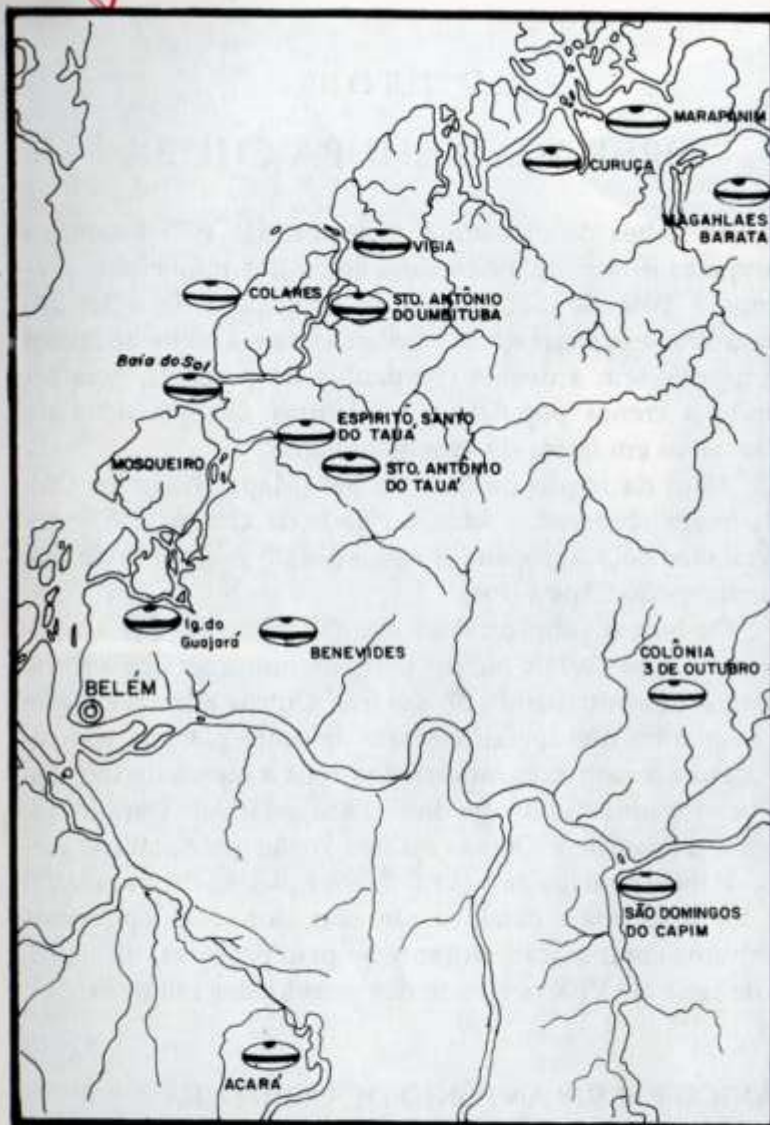 MARAPANIM
CURUÇA
MAGAHLAES
BARATA
VIGIA
COLARES
STO. ANTÔNIO
DO UMBITUBA
Baía do Sol
ESPIRITO SANTO
DO TAUÁ
MOSQUEIRO
STO. ANTÔNIO
DO TAUA'
Ig. do
Guajará
BENEVIDES
COLÔNIA
3 DE OUTUBRO
BELÉM
SÃO DOMINGOS
DO CAPIM
ACARÁ